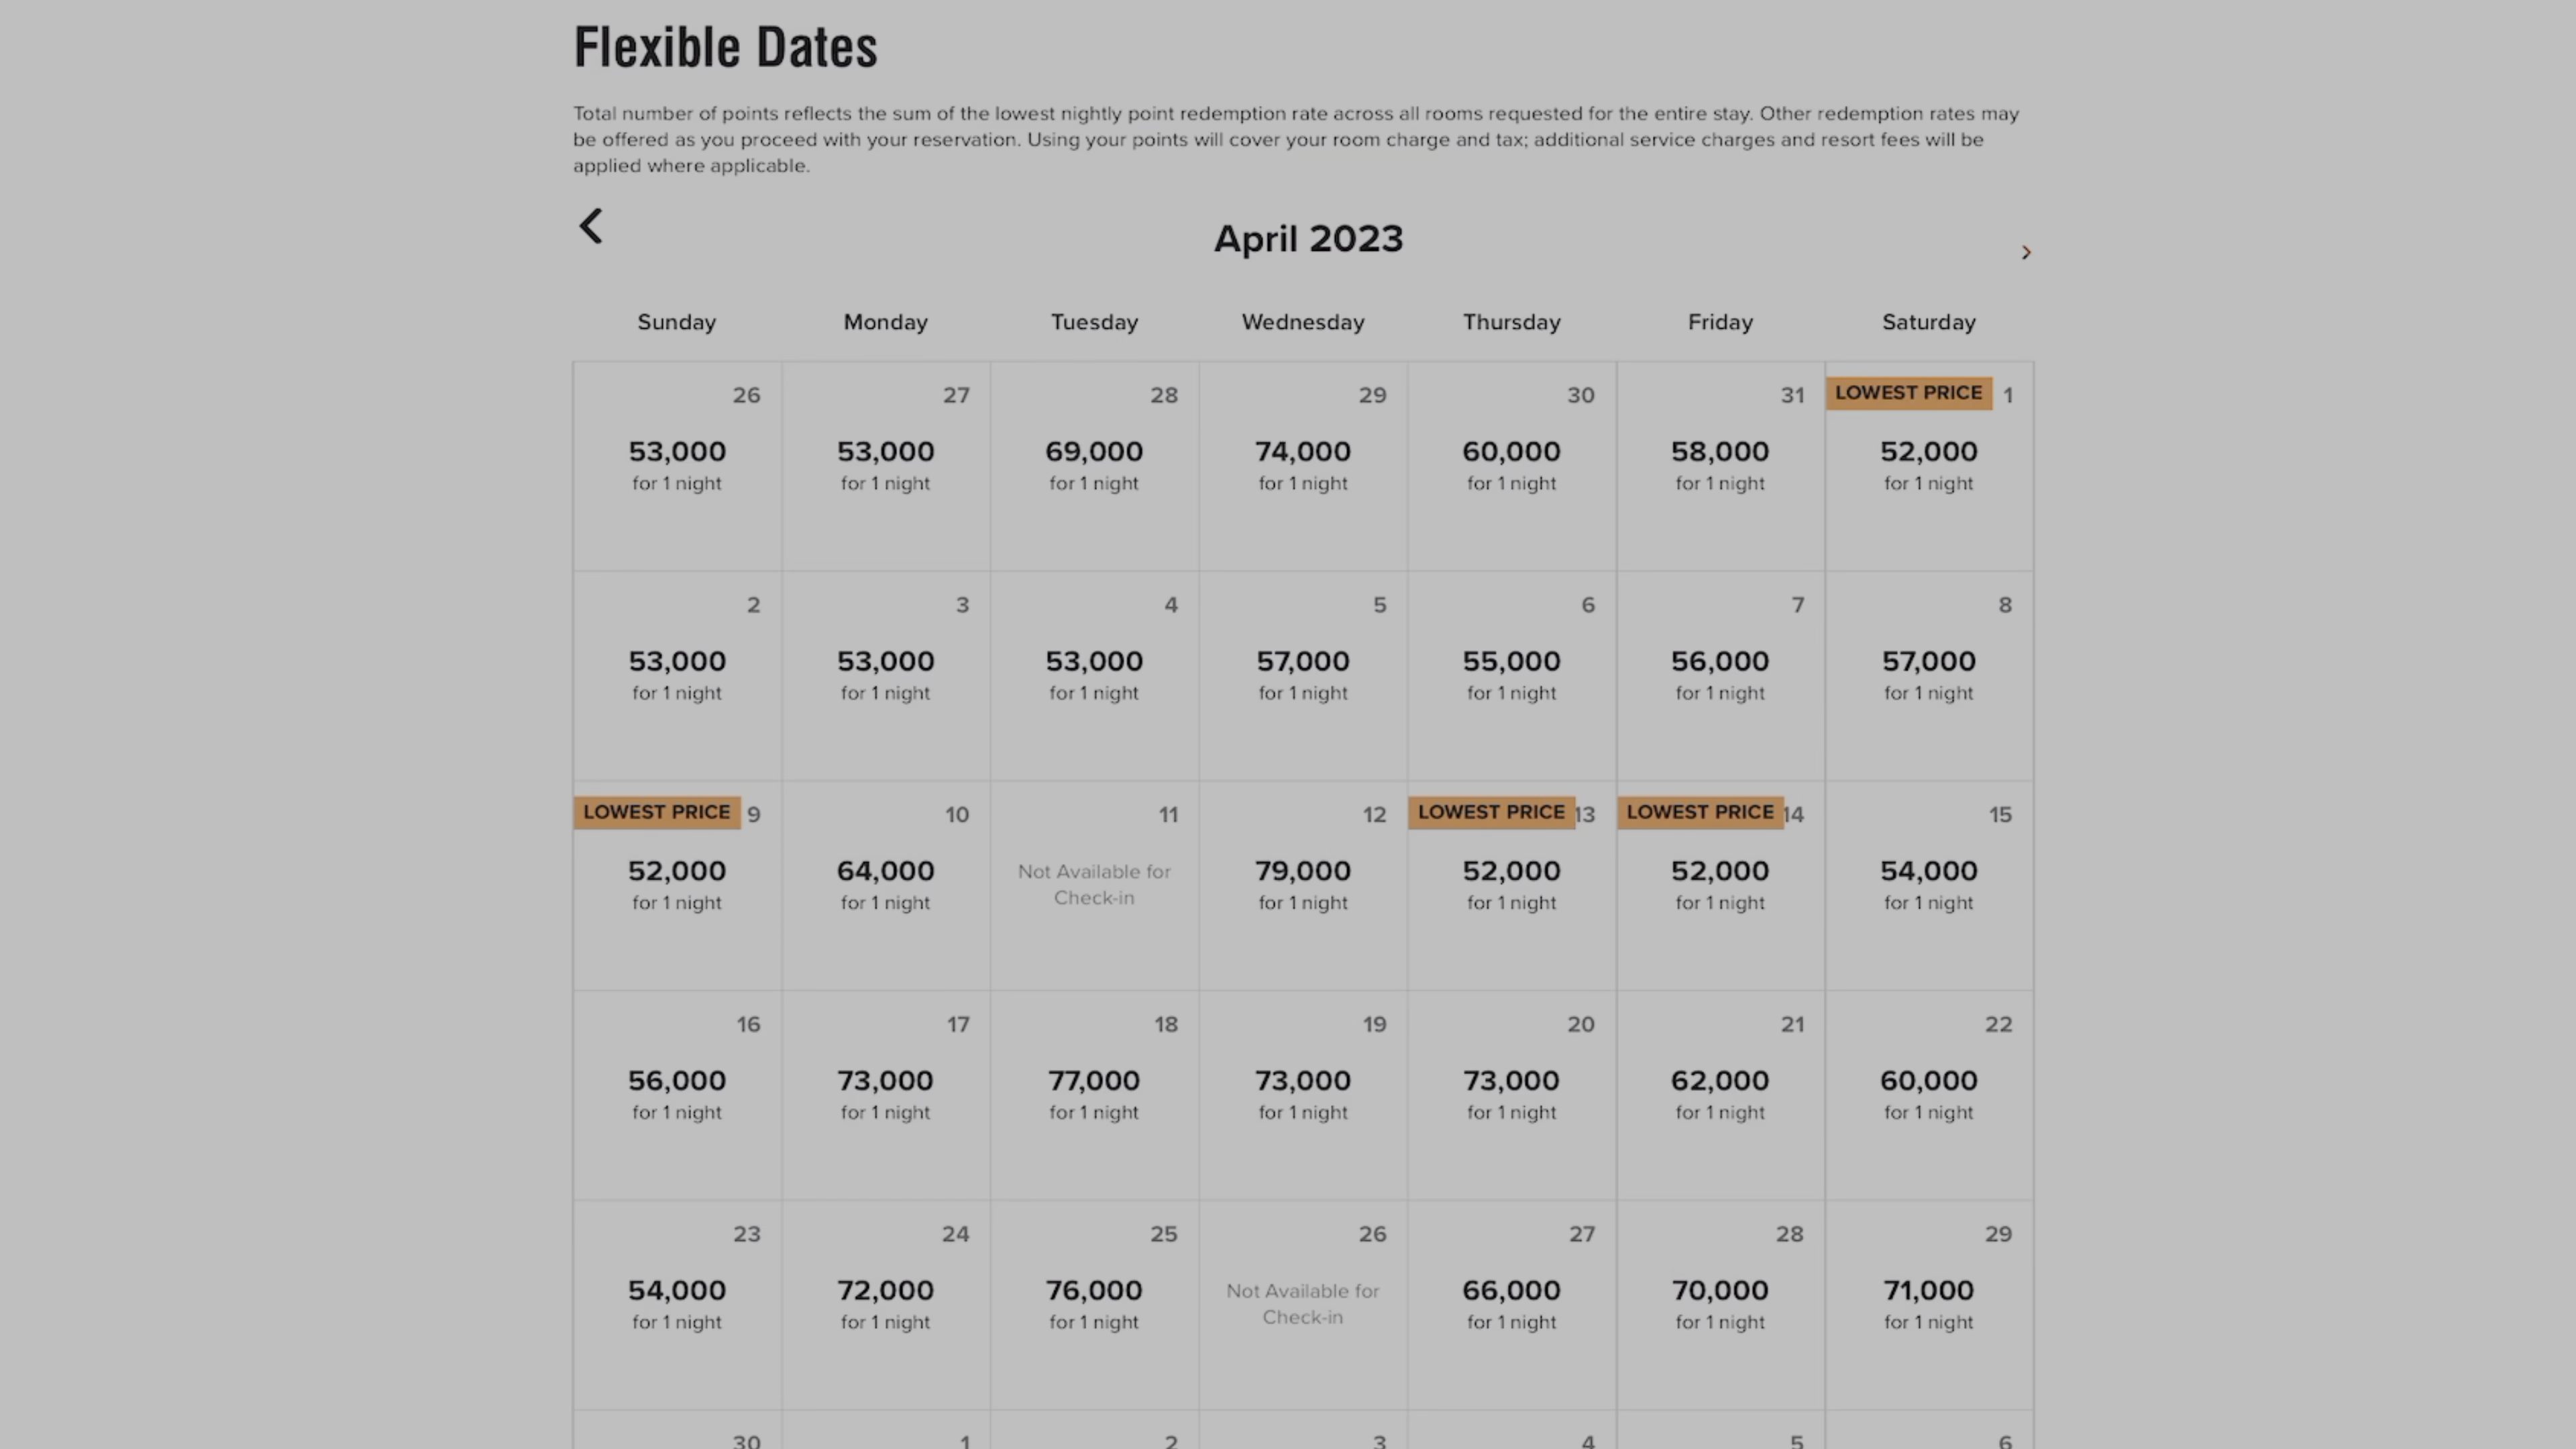 Flexible Dates
Total number of points reflects the sum of the lowest nightly point redemption rate across all rooms requested for the entire stay. Other redemption rates may
be offered as you proceed with your reservation. Using your points will cover your room charge and tax; additional service charges and resort fees will be
applied where applicable.
April 2023
Sunday Monday Tuesday Wednesday Thursday Friday Saturday
26 27 28 29 30 31 LOWEST PRICE 1
53,000 53,000 69,000 74,000 60,000 58,000 52,000
for 1 night for 1 night for 1 night for 1 night for 1 night for 1 night for 1 night
2 3 4 5 6 7 8
53,000 53,000 53,000 57,000 55,000 56,000 57,000
for 1 night for 1 night for 1 night for 1 night for 1 night for 1 night for 1 night
LOWEST PRICE 9 10 11 12 LOWEST PRICE 13 LOWEST PRICE 14 15
52,000 64,000 Not Available for 79,000 52,000 52,000 54,000
for 1 night for 1 night Check-in for 1 night for 1 night for 1 night for 1 night
16 17 18 19 20 21 22
56,000 73,000 77,000 73,000 73,000 62,000 60,000
for 1 night for 1 night for 1 night for 1 night for 1 night for 1 night for 1 night
23 24 25 26 27 28 29
54,000 72,000 76,000 Not Available for 66,000 70,000 71,000
for 1 night for 1 night for 1 night Check-in for 1 night for 1 night for 1 night
30 1 2 3 4 5 6